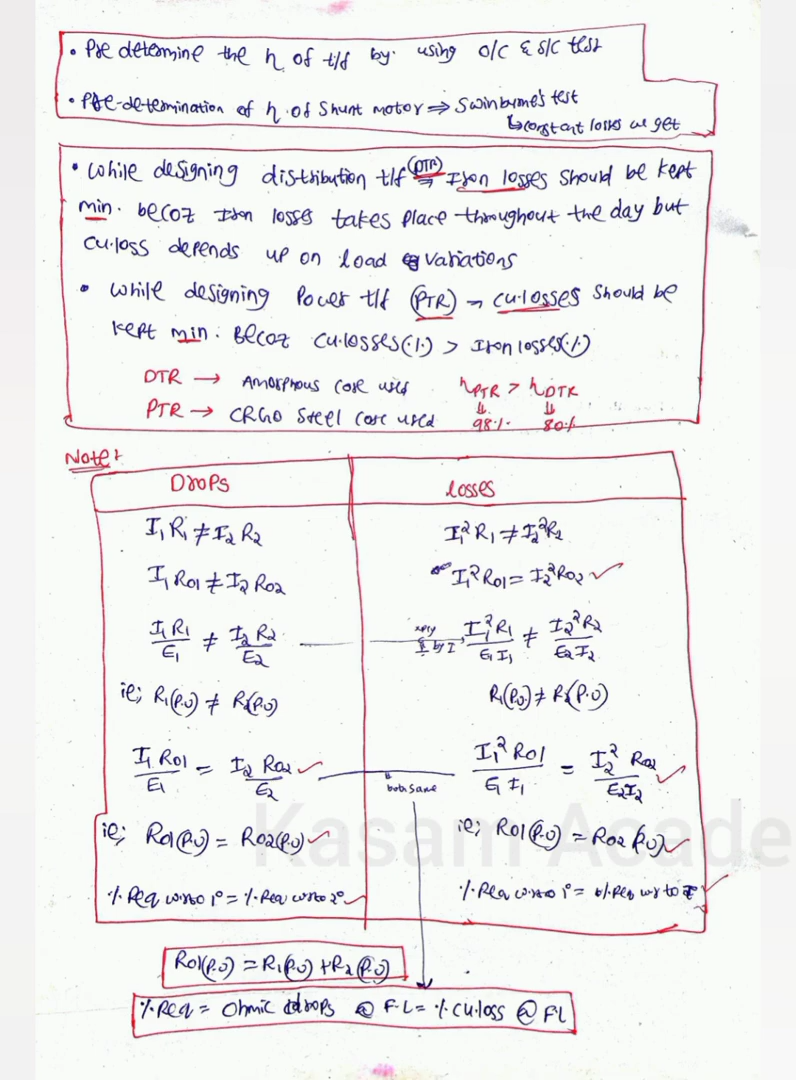 • Pre determine the η of t/f by using O/C & S/C test
• Pre-determination of η of Shunt motor ⇒ Swinburne's test
↳constant losses we get
• While designing distribution t/f (DTR) ⇒ Iron losses should be kept
min. becoz Iron losses takes place throughout the day but
cu.loss depends up on load variations
• While designing Power t/f (PTR) → cu.losses should be
kept min. Becoz cu.losses(%) > Iron losses(%)
DTR → Amorphous core used η PTR > η DTR
PTR → CRGO Steel core used 98% 80%
Note:
Drops losses
I₁R₁ ≠ I₂R₂ I₁²R₁ ≠ I₂²R₂
I₁R01 ≠ I₂R02 I₁²R01 = I₂²R02 ✓
I₁R₁/E₁ ≠ I₂R₂/E₂ I₁²R₁/E₁I₁ ≠ I₂²R₂/E₂I₂
ie; R₁(P.U) ≠ R₂(P.U) R₁(P.U) ≠ R₂(P.U)
I₁R01/E₁ = I₂R02/E₂ ✓ both same I₁²R01/E₁I₁ = I₂²R02/E₂I₂ ✓
ie; R01(P.U) = R02(P.U) ✓ ie; R01(P.U) = R02(P.U) ✓
% Req w.r.to 1° = % Req w.r.to 2° ✓ % Req w.r.to 1° = % Req w.r.to 2° ✓
R01(P.U) = R₁(P.U) + R₂(P.U)
% Req = Ohmic drops @ F.L = % cu.loss @ FL
Kasam Acade